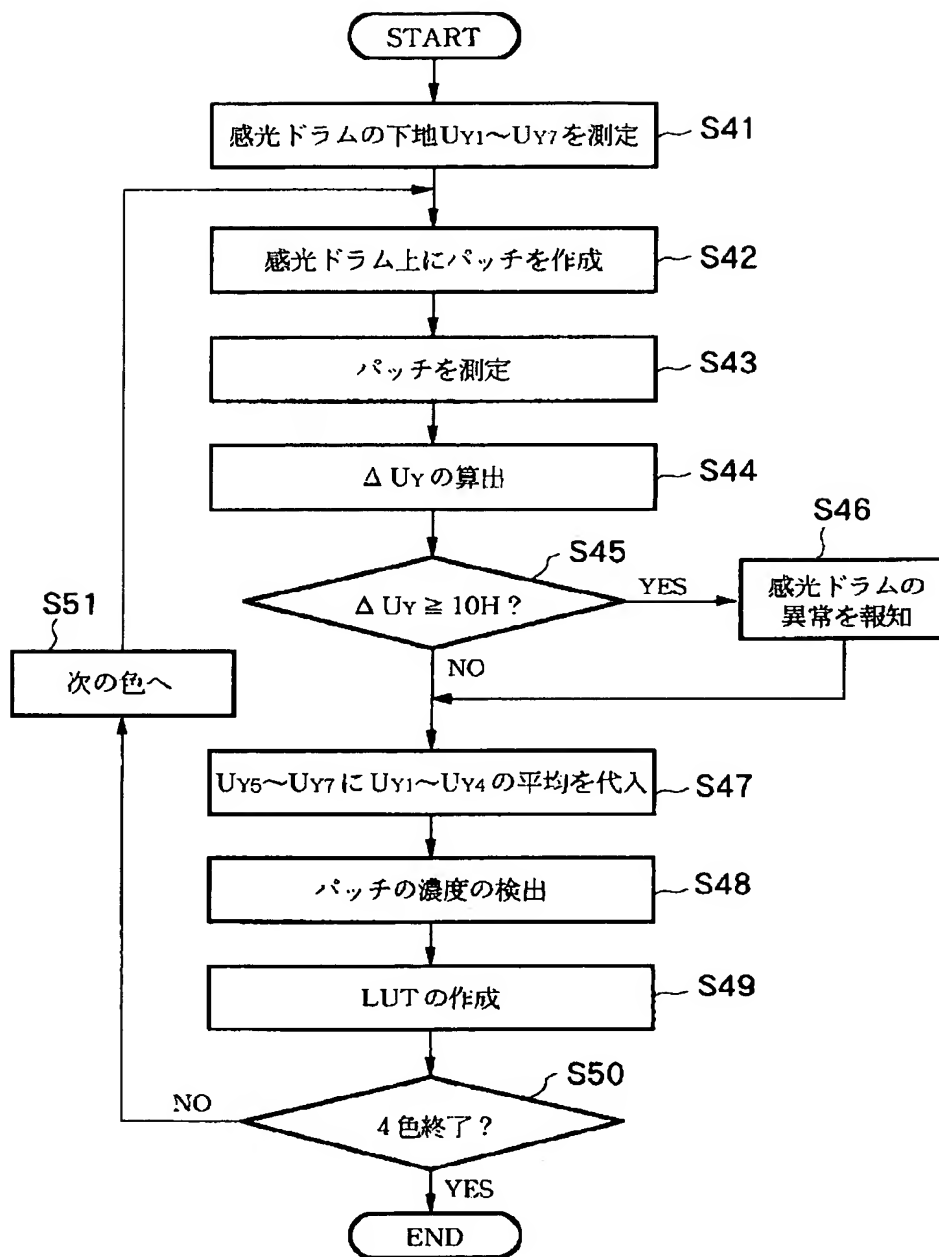 START
感光ドラムの下地UY1～UY7を測定
S41
感光ドラム上にパッチを作成
S42
パッチを測定
S43
ΔUYの算出
S44
S45
ΔUY≧10H?
YES
S46
感光ドラムの
異常を報知
NO
S51
次の色へ
UY5～UY7にUY1～UY4の平均を代入
S47
パッチの濃度の検出
S48
LUTの作成
S49
S50
4色終了?
NO
YES
END